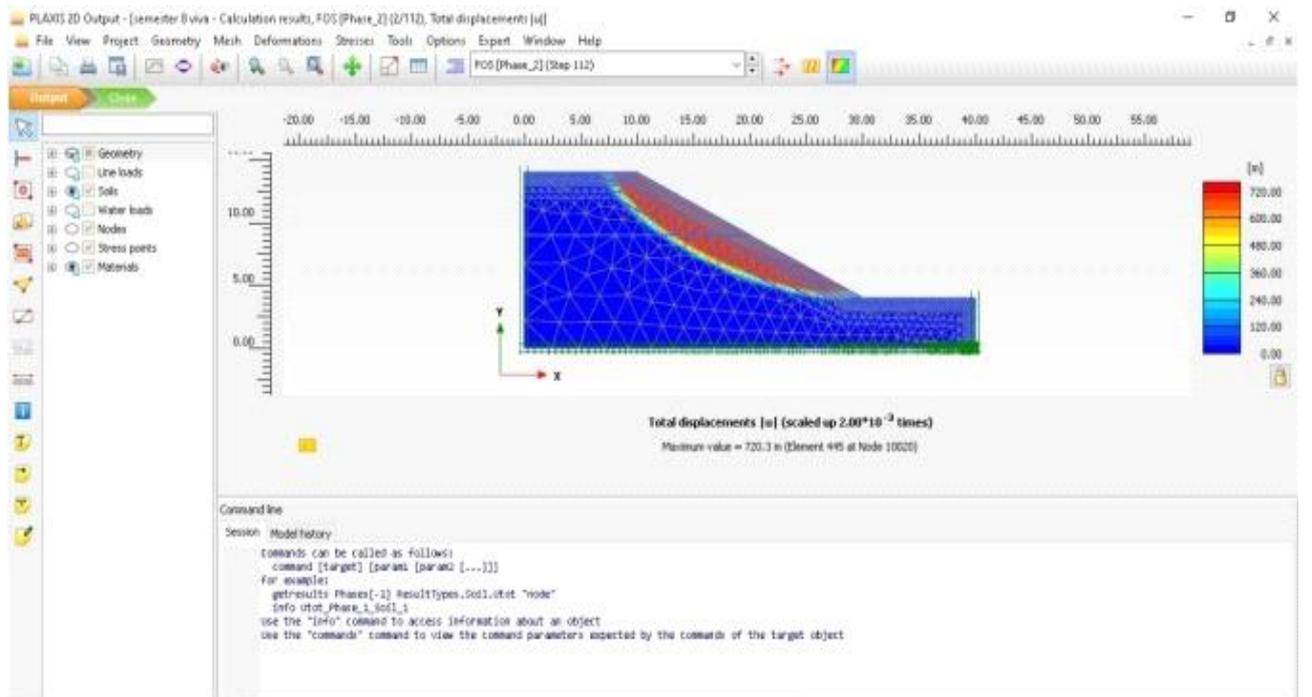 PLAXIS 2D Output - [semester 8 viva - Calculation results, FOS [Phase_2] (2/112), Total displacements |u|]
File View Project Geometry Mesh Deformations Stresses Tools Options Expert Window Help
FOS [Phase_2] (Step 112)
Output Close
-20.00 -15.00 -10.00 -5.00 0.00 5.00 10.00 15.00 20.00 25.00 30.00 35.00 40.00 45.00 50.00 55.00
Geometry
Line loads
Soils
Water loads
Nodes
Stress points
Materials
10.00
5.00
0.00
Y
X
[m]
720.00
600.00
480.00
360.00
240.00
120.00
0.00
Total displacements |u| (scaled up 2.00*10^-3 times)
Maximum value = 720.3 m (Element 445 at Node 10020)
Command line
Session Model history
Commands can be called as follows:
command [target] [param1 [param2 [...]]]
For example:
getresults Phases[-1] ResultTypes.Soil.Utot "node"
info Utot_Phase_1_Soil_1
Use the "info" command to access information about an object
Use the "commands" command to view the command parameters expected by the commands of the target object